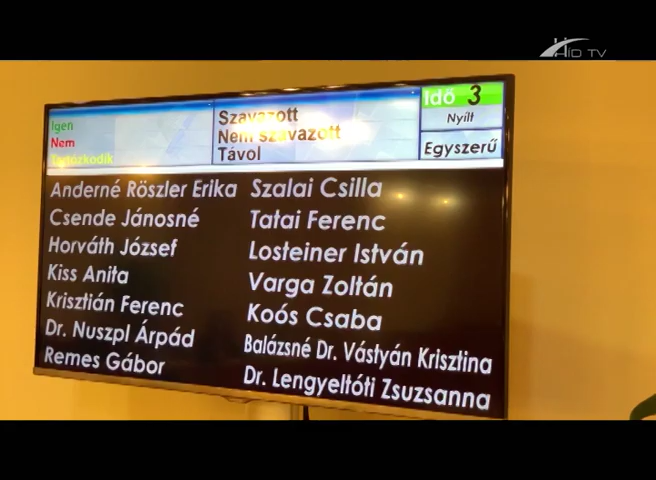 HÍD TV
Idő 3
Igen
Nem
Tartózkodik
Szavazott
Nem szavazott
Távol
Nyílt
Egyszerű
Anderné Röszler Erika
Csende Jánosné
Horváth József
Kiss Anita
Krisztián Ferenc
Dr. Nuszpl Árpád
Remes Gábor
Szalai Csilla
Tatai Ferenc
Losteiner István
Varga Zoltán
Koós Csaba
Balázsné Dr. Vástyán Krisztina
Dr. Lengyeltóti Zsuzsanna